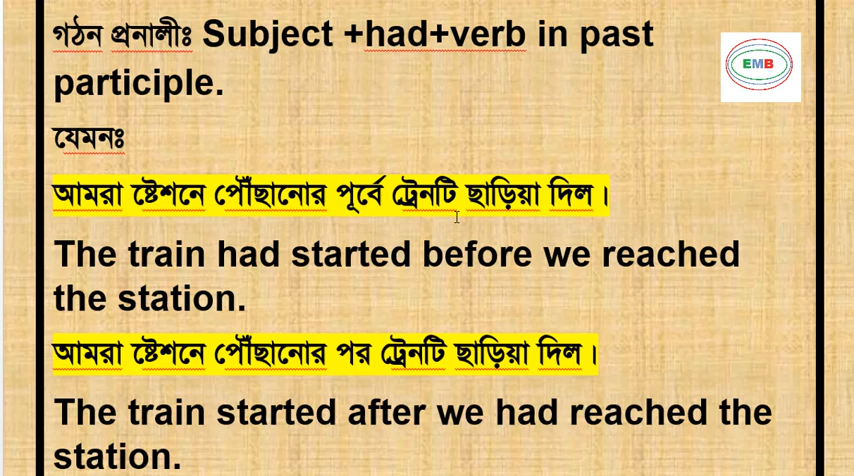 গঠন প্রনালীঃ Subject +had+verb in past
participle.
EMB
যেমনঃ
আমরা ষ্টেশনে পৌঁছানোর পূর্বে ট্রেনটি ছাড়িয়া দিল।
The train had started before we reached
the station.
আমরা ষ্টেশনে পৌঁছানোর পর ট্রেনটি ছাড়িয়া দিল।
The train started after we had reached the
station.